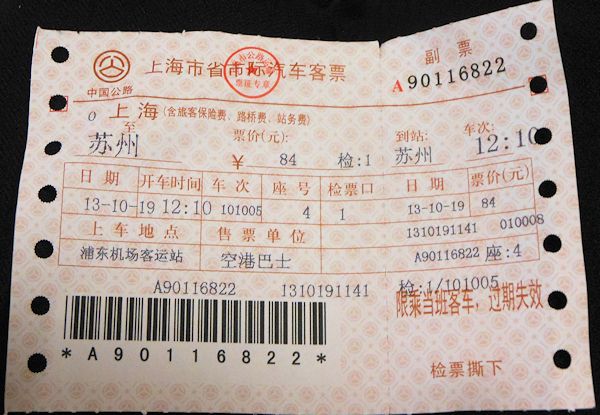 中国公路
上海市省市际汽车客票
票证专章
副 票
A 90116822
0 上海(含旅客保险费、路桥费、站务费)
至
苏州
票价(元):
¥ 84 检:1
到站: 车次:
苏州 12:10
日 期 开车时间 车 次 座 号 检票口 日 期 票价(元)
13-10-19 12:10 101005 4 1 13-10-19 84
上 车 地 点 售 票 单 位
1310191141 010008
浦东机场客运站 空港巴士
A90116822 座:4
A90116822 1310191141
检:1/101005
限乘当班客车,过期失效
*A90116822*
检票撕下